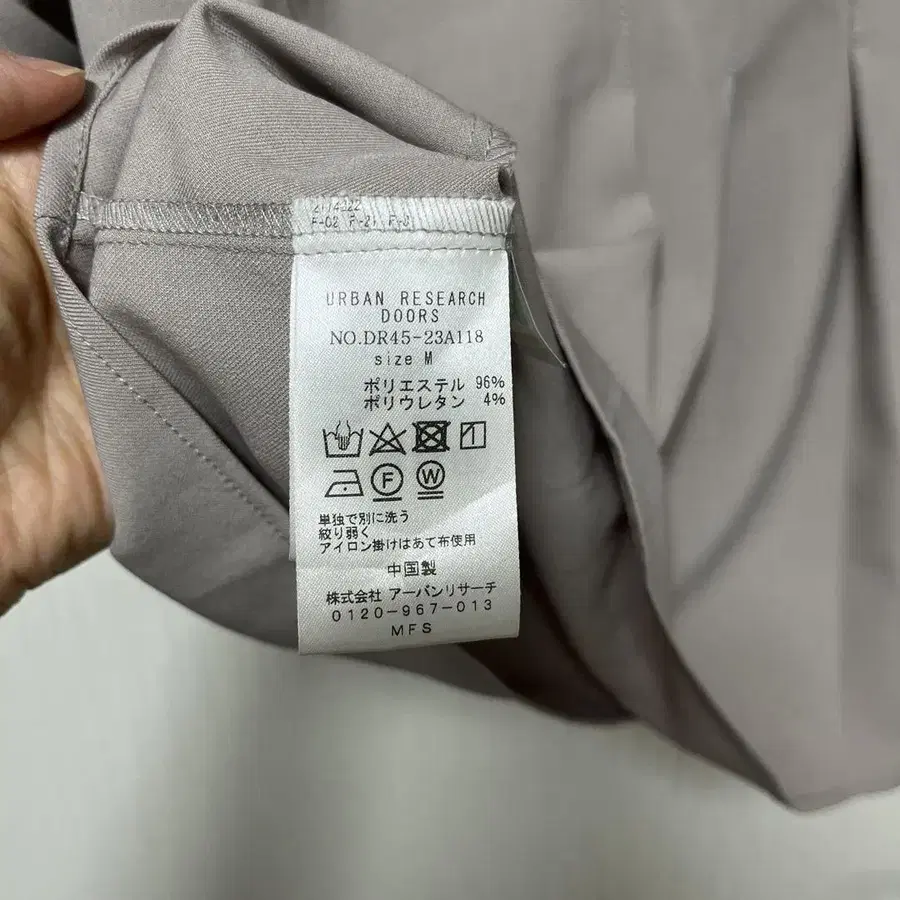 URBAN RESEARCH
DOORS
NO.DR45-23A118
size M
ポリエステル 96%
ポリウレタン 4%
F W
単独で別に洗う
絞り弱く
アイロン掛けはあて布使用
中国製
株式会社 アーバンリサーチ
0120-967-013
MFS